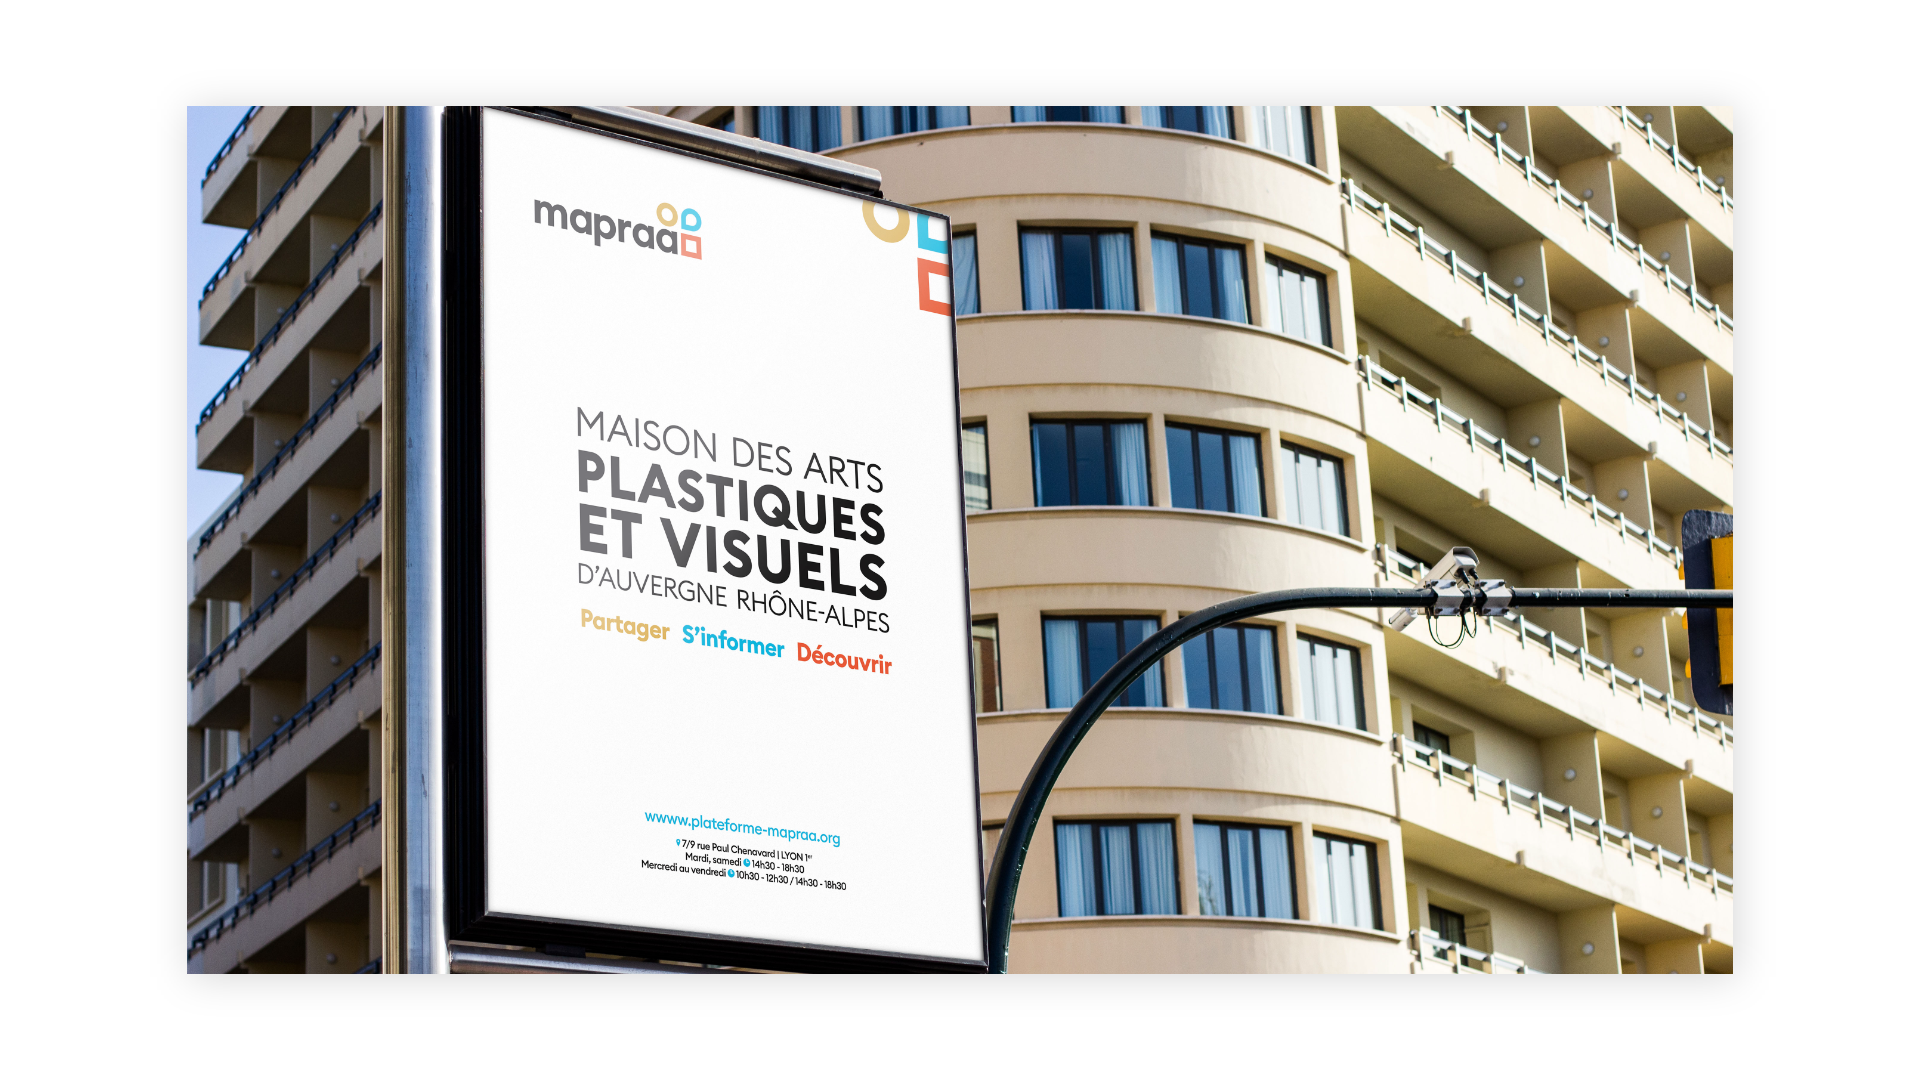 mapraa
MAISON DES ARTS
PLASTIQUES
ET VISUELS
D'AUVERGNE RHÔNE-ALPES
Partager S'informer Découvrir
www.plateforme-mapraa.org
7/9 rue Paul Chenavard | LYON 1er
Mardi, samedi 14h30 - 18h30
Mercredi au vendredi 10h30 - 12h30 / 14h30 - 18h30